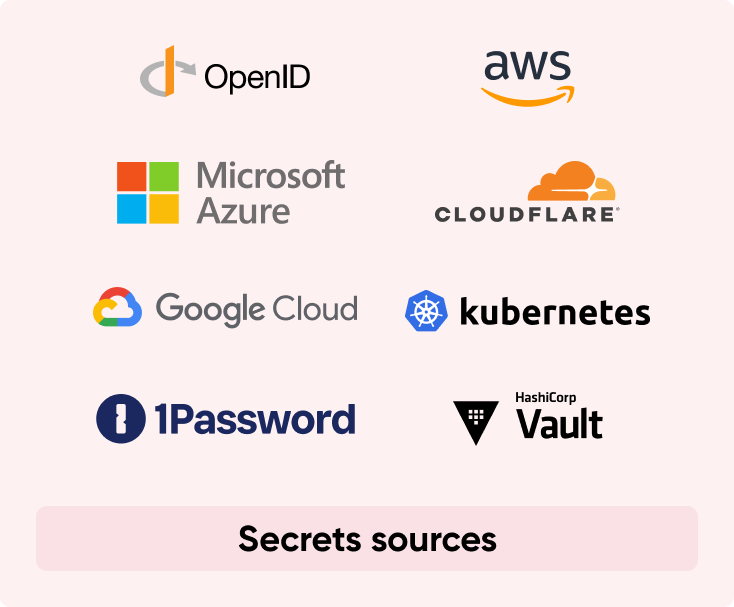 OpenID
aws
Microsoft
Azure
CLOUDFLARE®
Google Cloud
kubernetes
1Password
HashiCorp
Vault
Secrets sources